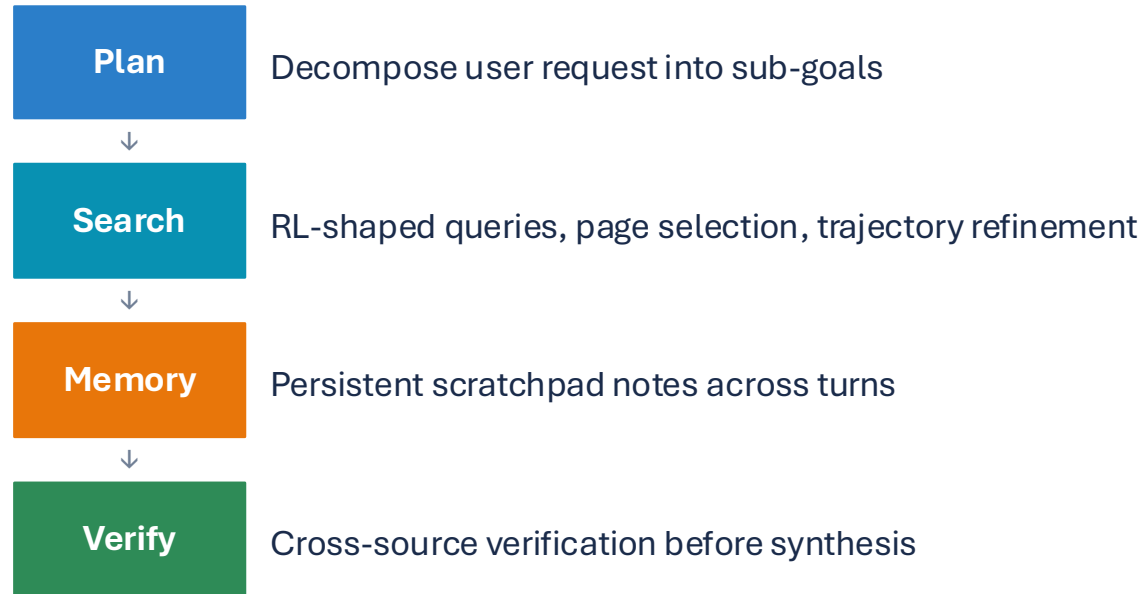 Plan
Decompose user request into sub-goals
↓
Search
RL-shaped queries, page selection, trajectory refinement
↓
Memory
Persistent scratchpad notes across turns
↓
Verify
Cross-source verification before synthesis